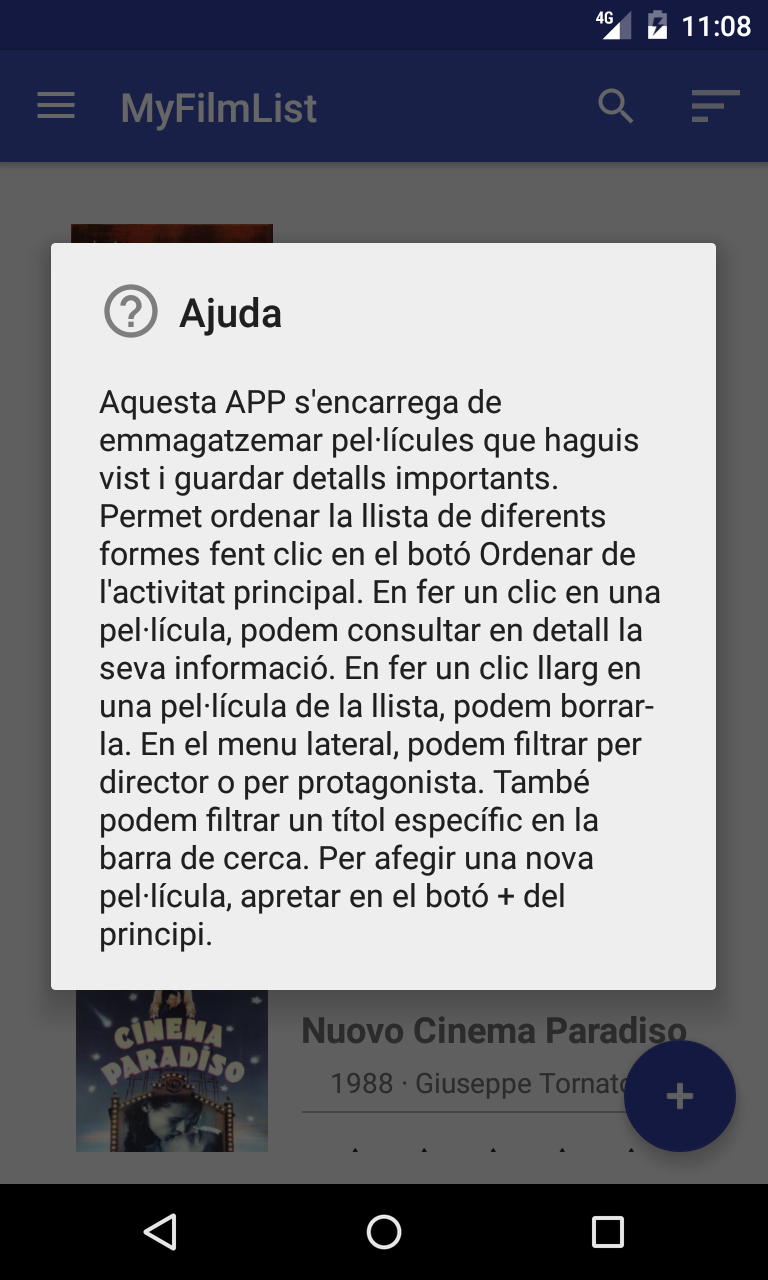 4G 11:08
MyFilmList
Ajuda
Aquesta APP s'encarrega de
emmagatzemar pel·lícules que haguis
vist i guardar detalls importants.
Permet ordenar la llista de diferents
formes fent clic en el botó Ordenar de
l'activitat principal. En fer un clic en una
pel·lícula, podem consultar en detall la
seva informació. En fer un clic llarg en
una pel·lícula de la llista, podem borrar-
la. En el menu lateral, podem filtrar per
director o per protagonista. També
podem filtrar un títol específic en la
barra de cerca. Per afegir una nova
pel·lícula, apretar en el botó + del
principi.
CINEMA
PARADISO
Nuovo Cinema Paradiso
1988 · Giuseppe Tornato
+